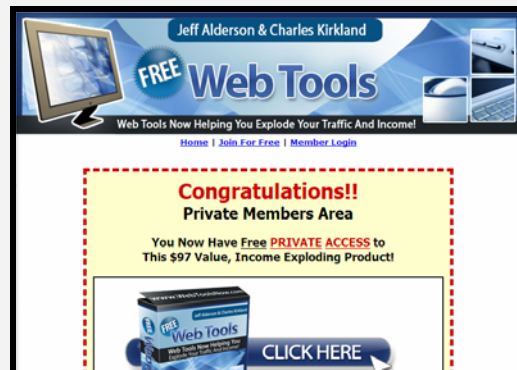 Jeff Alderson & Charles Kirkland
FREE
Web Tools
Web Tools Now Helping You Explode Your Traffic And Income!
Home | Join For Free | Member Login
Congratulations!!
Private Members Area
You Now Have Free PRIVATE ACCESS to
This $97 Value, Income Exploding Product!
www.WebToolsNow.com
Jeff Alderson & Charles Kirkland
FREE
Web Tools
Web Tools Now Helping You
Explode Your Traffic And Income!
CLICK HERE